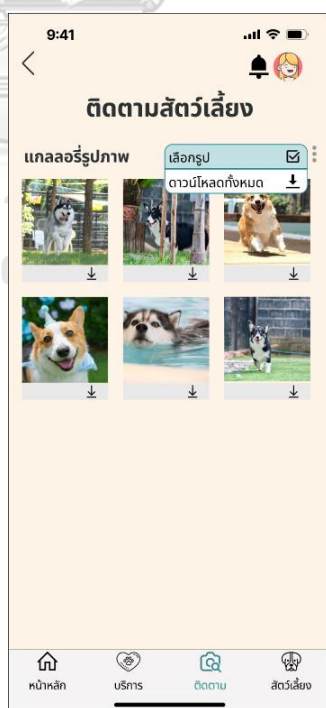 9:41
ติดตามสัตว์เลี้ยง
แกลลอรี่รูปภาพ
เลือกรูป
ดาวน์โหลดทั้งหมด
หน้าหลัก
บริการ
ติดตาม
สัตว์เลี้ยง